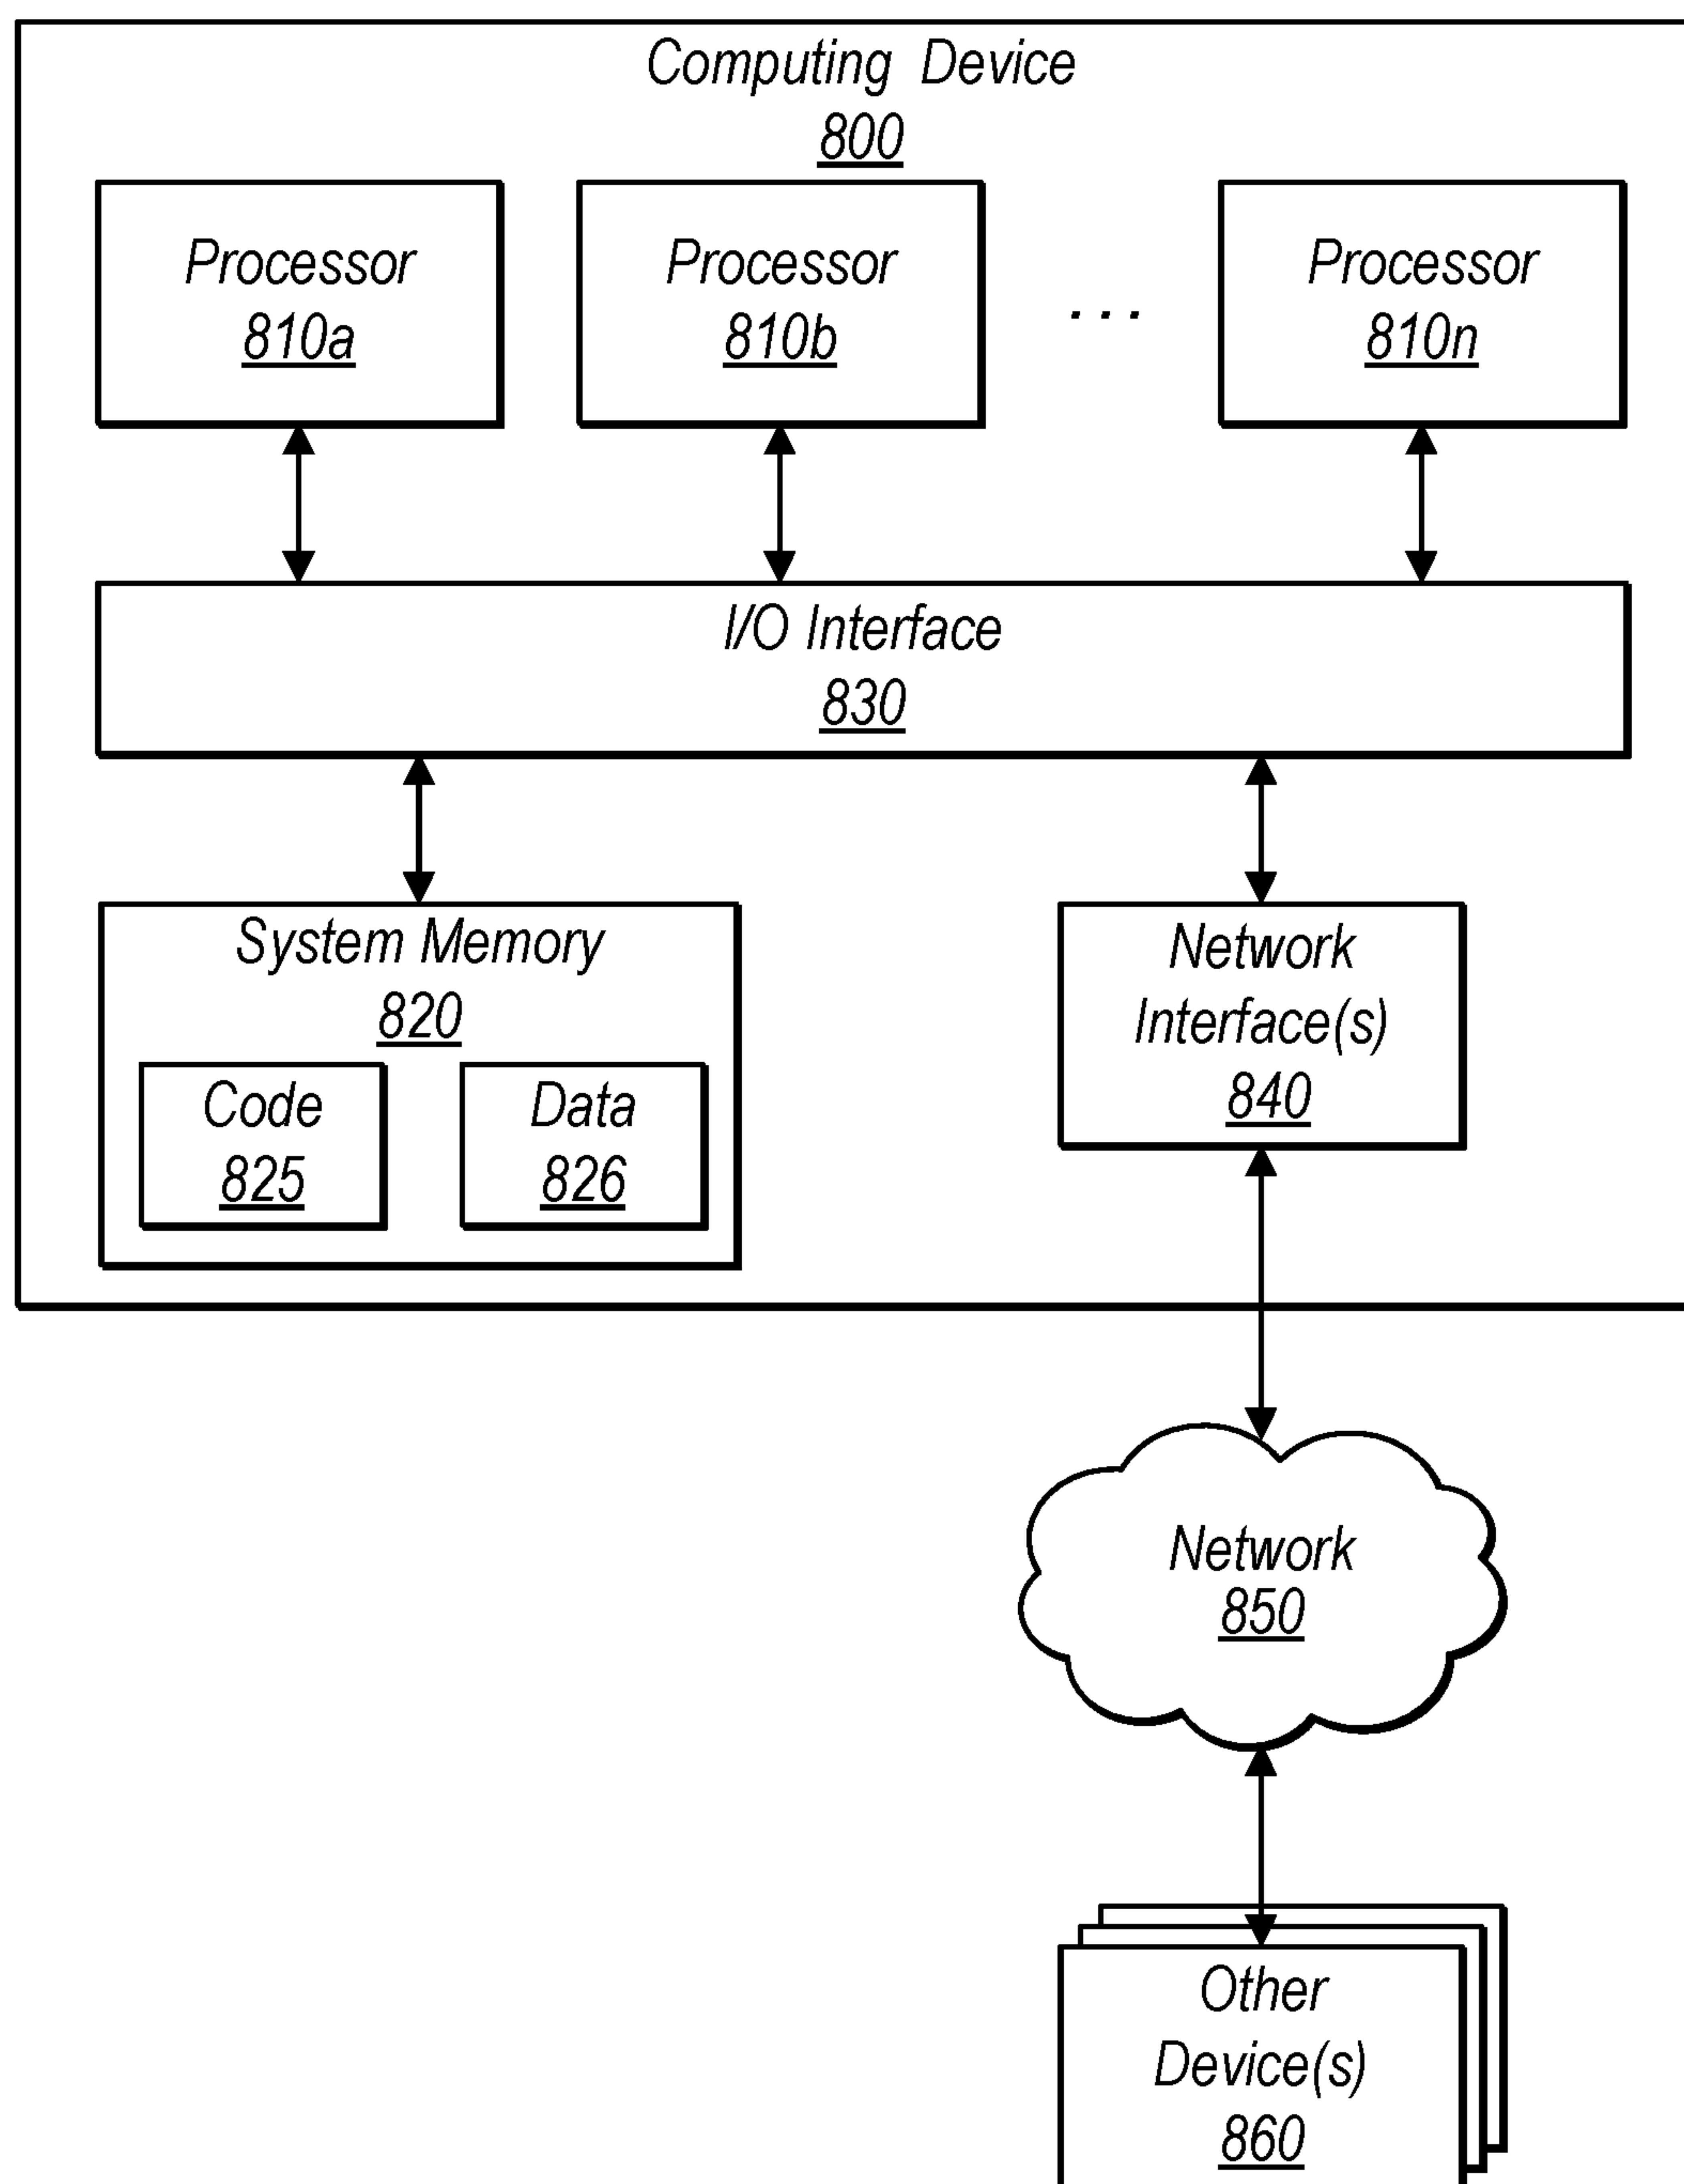 Computing Device
800
Processor
810a
Processor
810b
...
Processor
810n
I/O Interface
830
System Memory
820
Code
825
Data
826
Network
Interface(s)
840
Network
850
Other
Device(s)
860